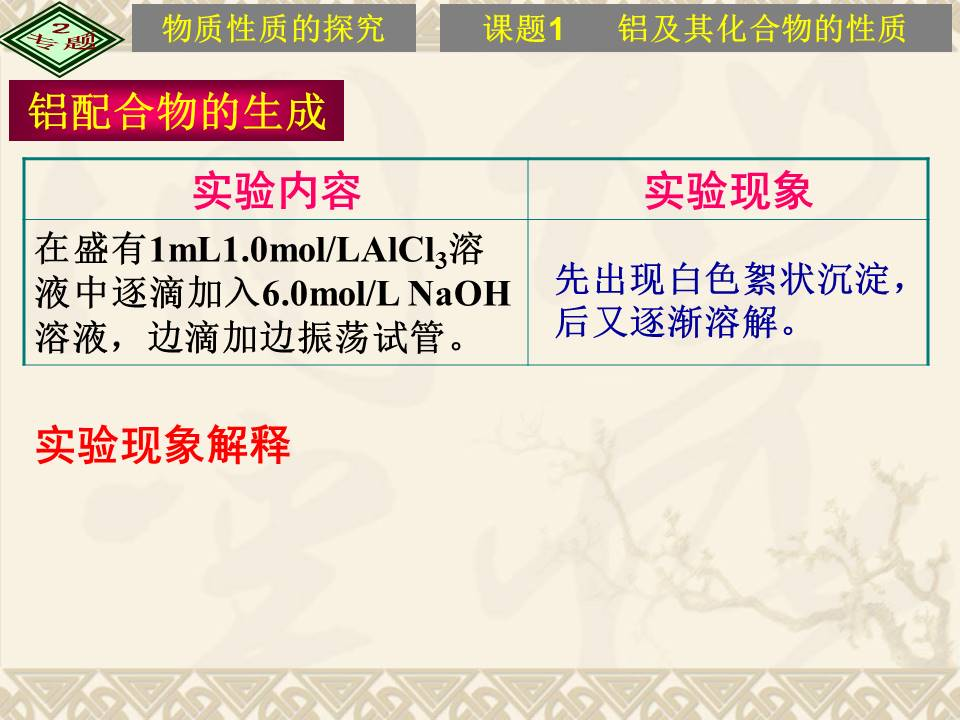 2
专题
物质性质的探究
课题1 铝及其化合物的性质
铝配合物的生成
实验内容
实验现象
在盛有1mL1.0mol/LAlCl₃溶
液中逐滴加入6.0mol/L NaOH
溶液，边滴加边振荡试管。
先出现白色絮状沉淀，
后又逐渐溶解。
实验现象解释